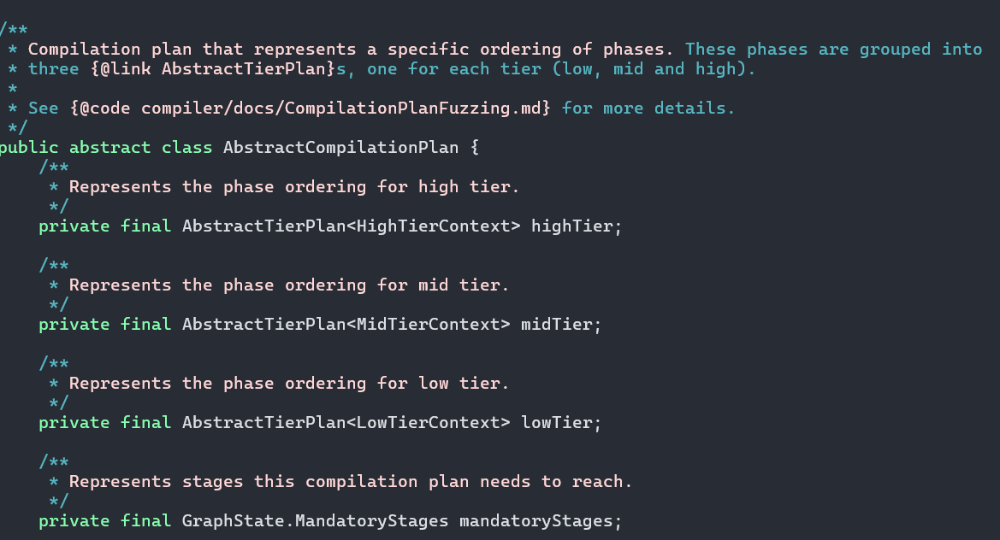 /**
 * Compilation plan that represents a specific ordering of phases. These phases are grouped into
 * three {@link AbstractTierPlan}s, one for each tier (low, mid and high).
 *
 * See {@code compiler/docs/CompilationPlanFuzzing.md} for more details.
 */
public abstract class AbstractCompilationPlan {
    /**
     * Represents the phase ordering for high tier.
     */
    private final AbstractTierPlan<HighTierContext> highTier;

    /**
     * Represents the phase ordering for mid tier.
     */
    private final AbstractTierPlan<MidTierContext> midTier;

    /**
     * Represents the phase ordering for low tier.
     */
    private final AbstractTierPlan<LowTierContext> lowTier;

    /**
     * Represents stages this compilation plan needs to reach.
     */
    private final GraphState.MandatoryStages mandatoryStages;